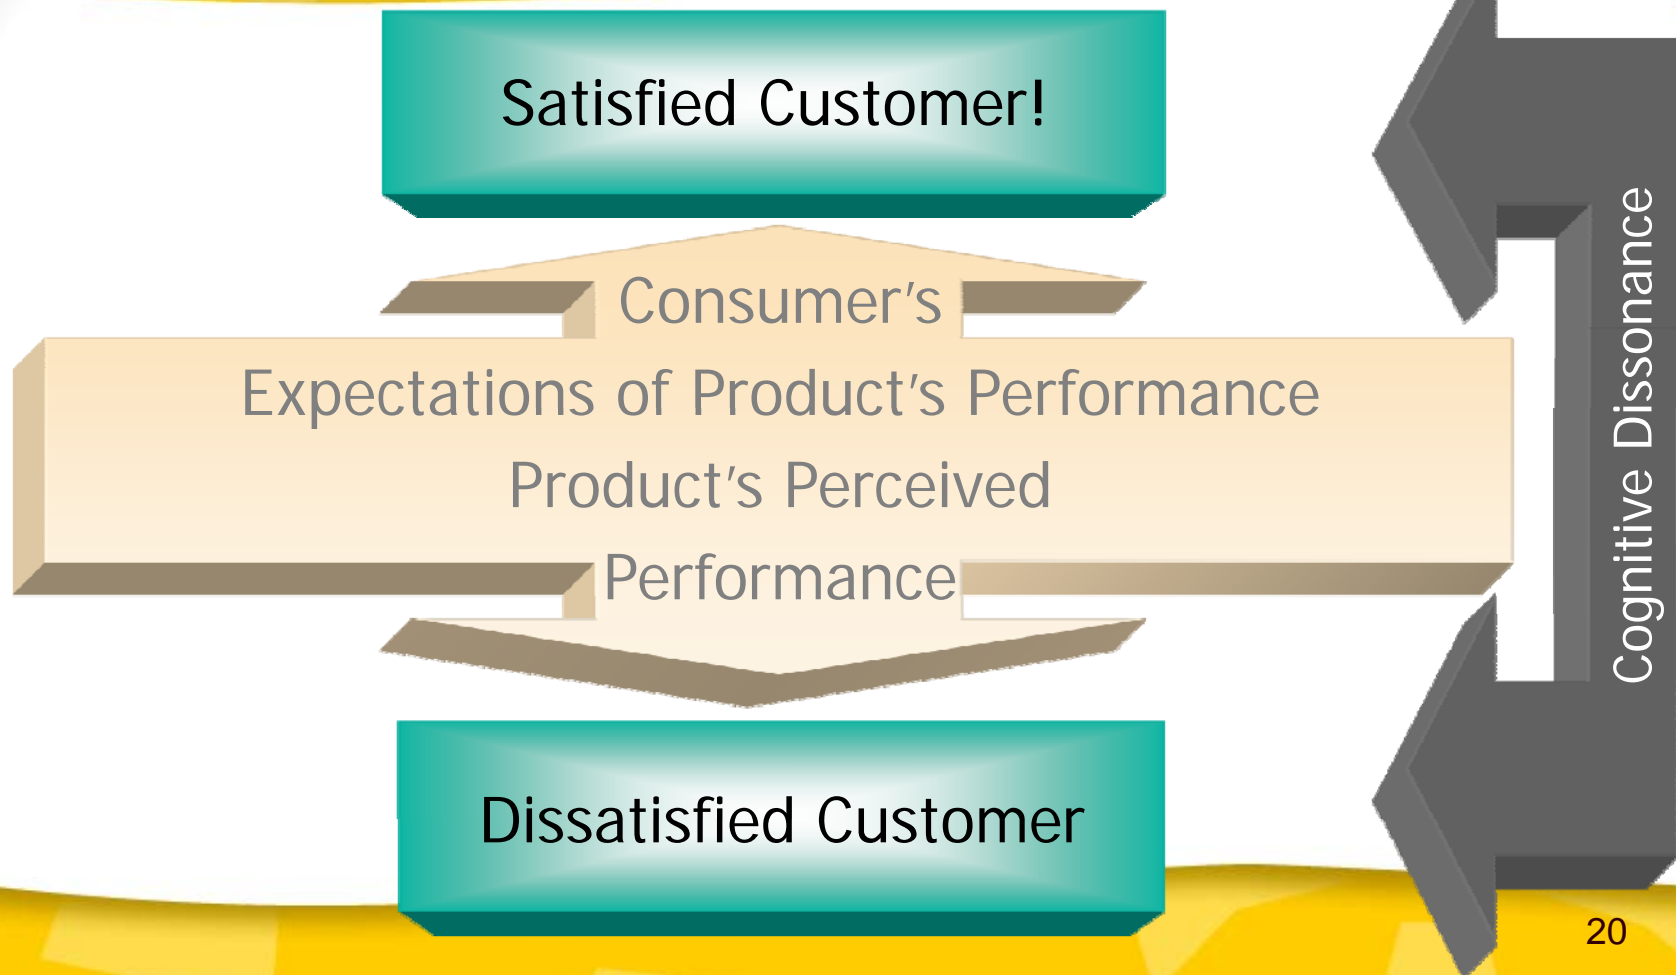 Satisfied Customer!
Consumer’s
Expectations of Product’s Performance
Product’s Perceived
Performance
Cognitive Dissonance
Dissatisfied Customer
20